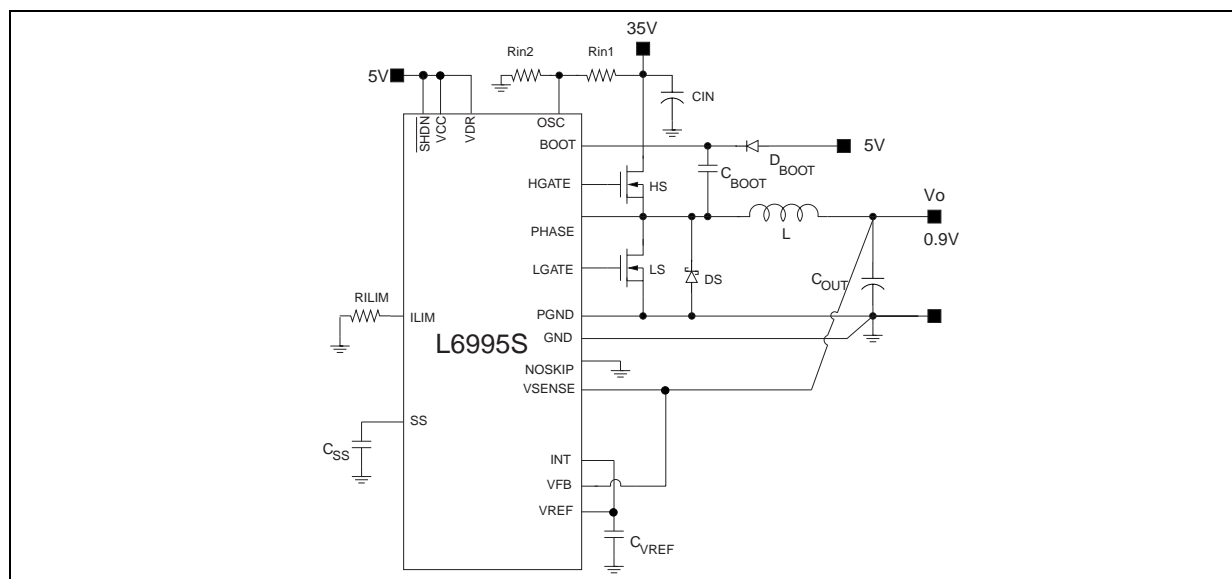 35V
Rin2
Rin1
5V
CIN
SHDN
VCC
VDR
OSC
BOOT
DBOOT
5V
CBOOT
HGATE
HS
Vo
PHASE
L
0.9V
LGATE
LS
DS
COUT
RILIM
ILIM
PGND
GND
L6995S
NOSKIP
VSENSE
SS
CSS
INT
VFB
VREF
CVREF